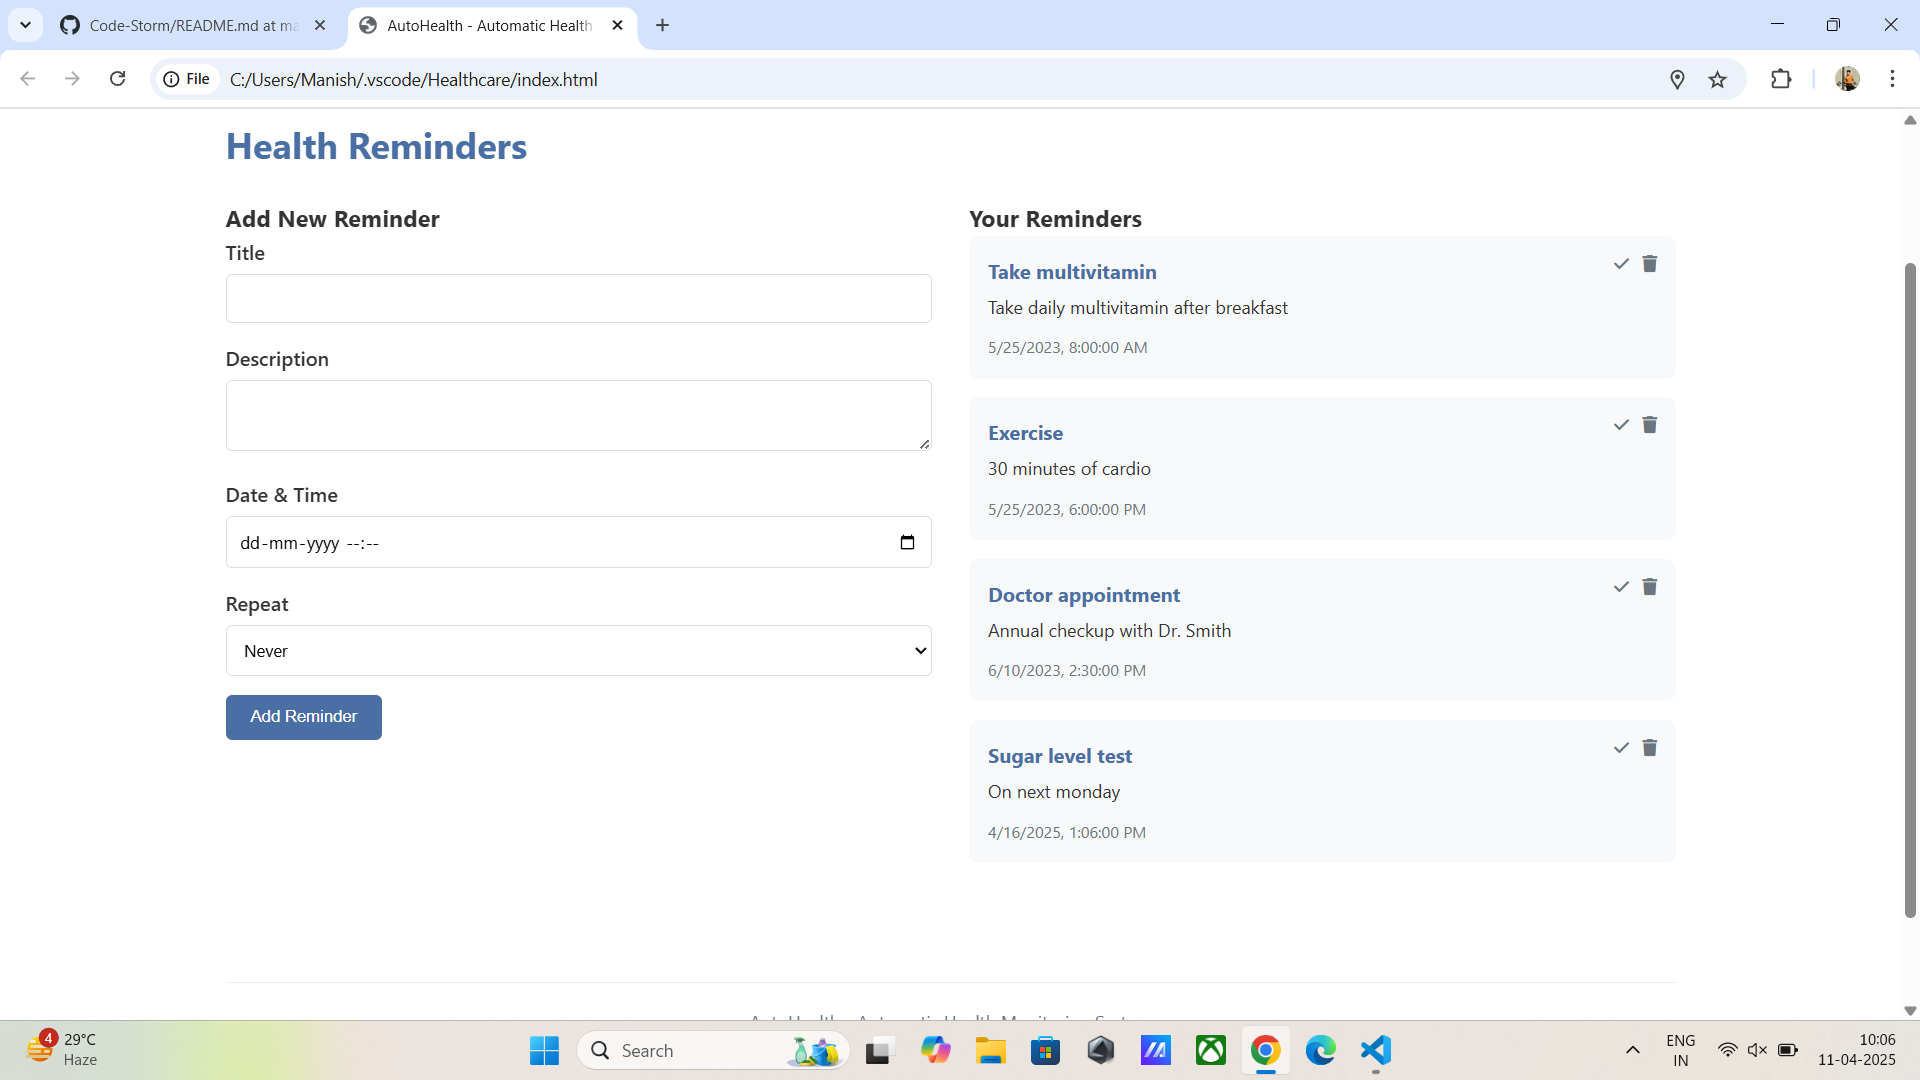 Code-Storm/README.md at ma
AutoHealth - Automatic Health
File
C:/Users/Manish/.vscode/Healthcare/index.html
Health Reminders
Add New Reminder
Title
Description
Date & Time
dd-mm-yyyy --:--
Repeat
Never
Add Reminder
Your Reminders
Take multivitamin
Take daily multivitamin after breakfast
5/25/2023, 8:00:00 AM
Exercise
30 minutes of cardio
5/25/2023, 6:00:00 PM
Doctor appointment
Annual checkup with Dr. Smith
6/10/2023, 2:30:00 PM
Sugar level test
On next monday
4/16/2025, 1:06:00 PM
4
29°C
Haze
Search
ENG
IN
10:06
11-04-2025